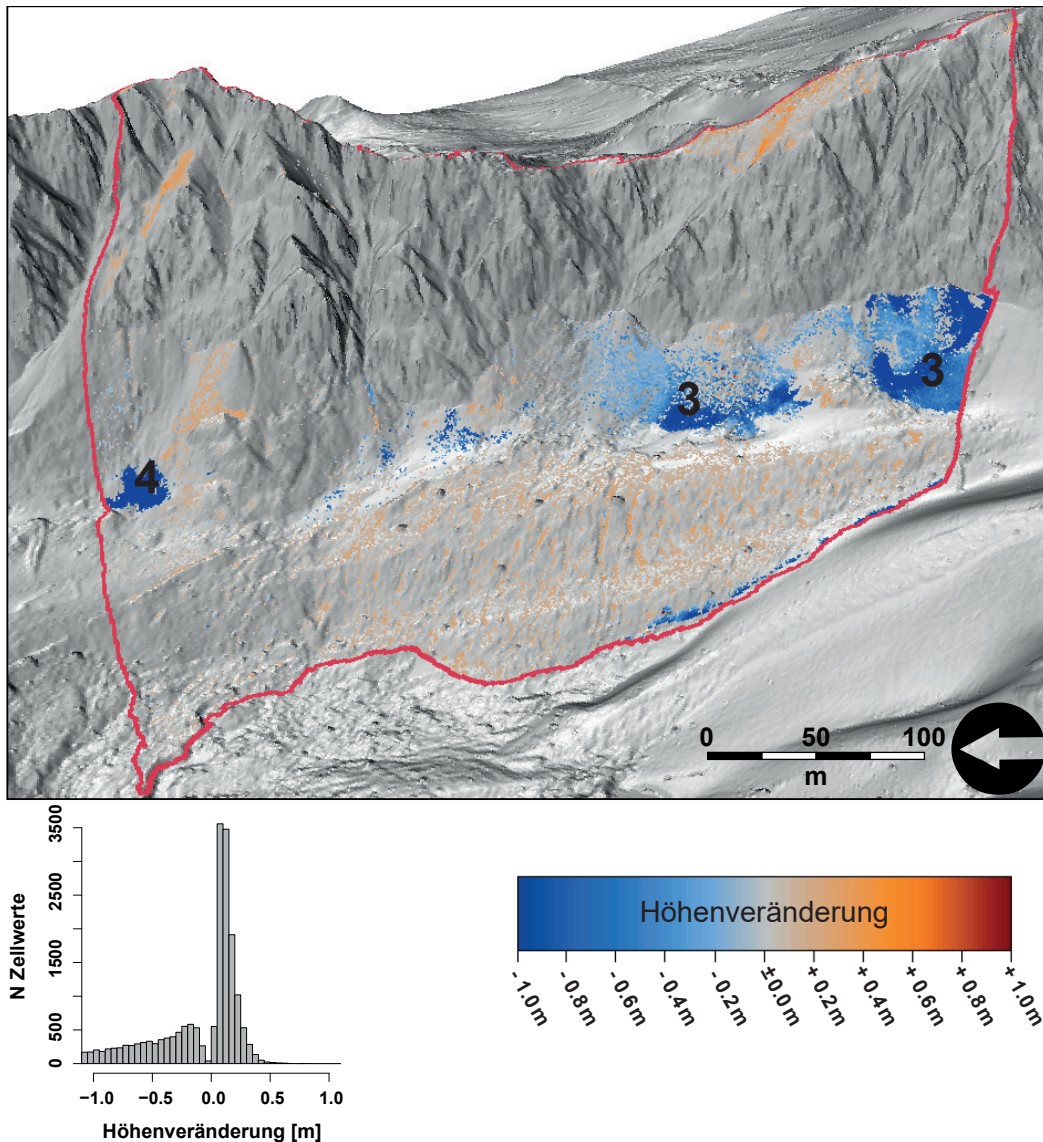 3
3
4
0 50 100
m
3500
2500
1500
500
0
N Zellwerte
−1.0 −0.5 0.0 0.5 1.0
Höhenveränderung [m]
Höhenveränderung
- 1.0m
- 0.8m
- 0.6m
- 0.4m
- 0.2m
±0.0m
+0.2m
+0.4m
+0.6m
+0.8m
+1.0m